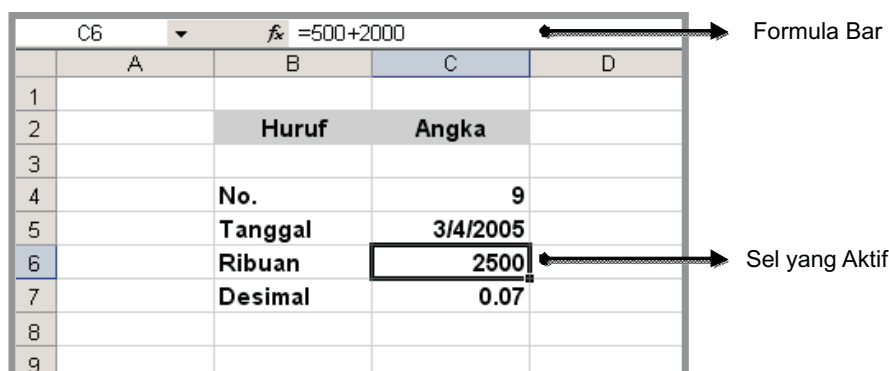 C6 fx =500+2000 Formula Bar
A B C D
1
2 Huruf Angka
3
4 No. 9
5 Tanggal 3/4/2005
6 Ribuan 2500 Sel yang Aktif
7 Desimal 0.07
8
9